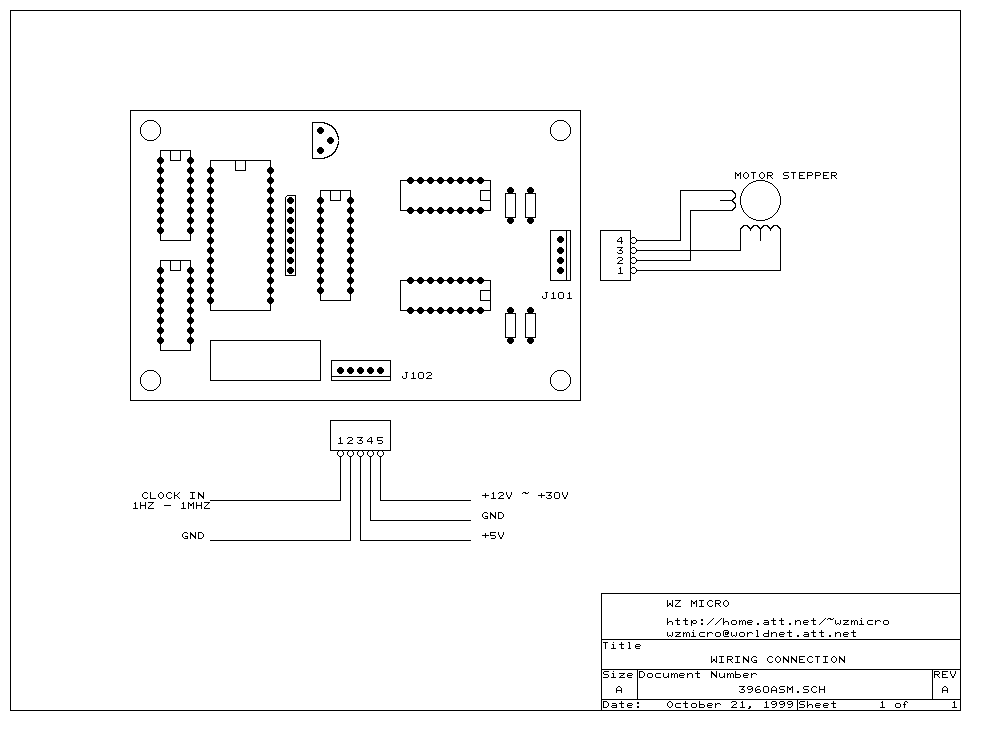 MOTOR STEPPER
4
3
2
1
J101
J102
12345
CLOCK IN
1HZ - 1MHZ
GND
+12V ~ +30V
GND
+5V
WZ MICRO
http://home.att.net/~wzmicro
wzmicro@worldnet.att.net
Title
WIRING CONNECTION
Size Document Number REV
A 3960ASM.SCH A
Date: October 21, 1999 Sheet 1 of 1